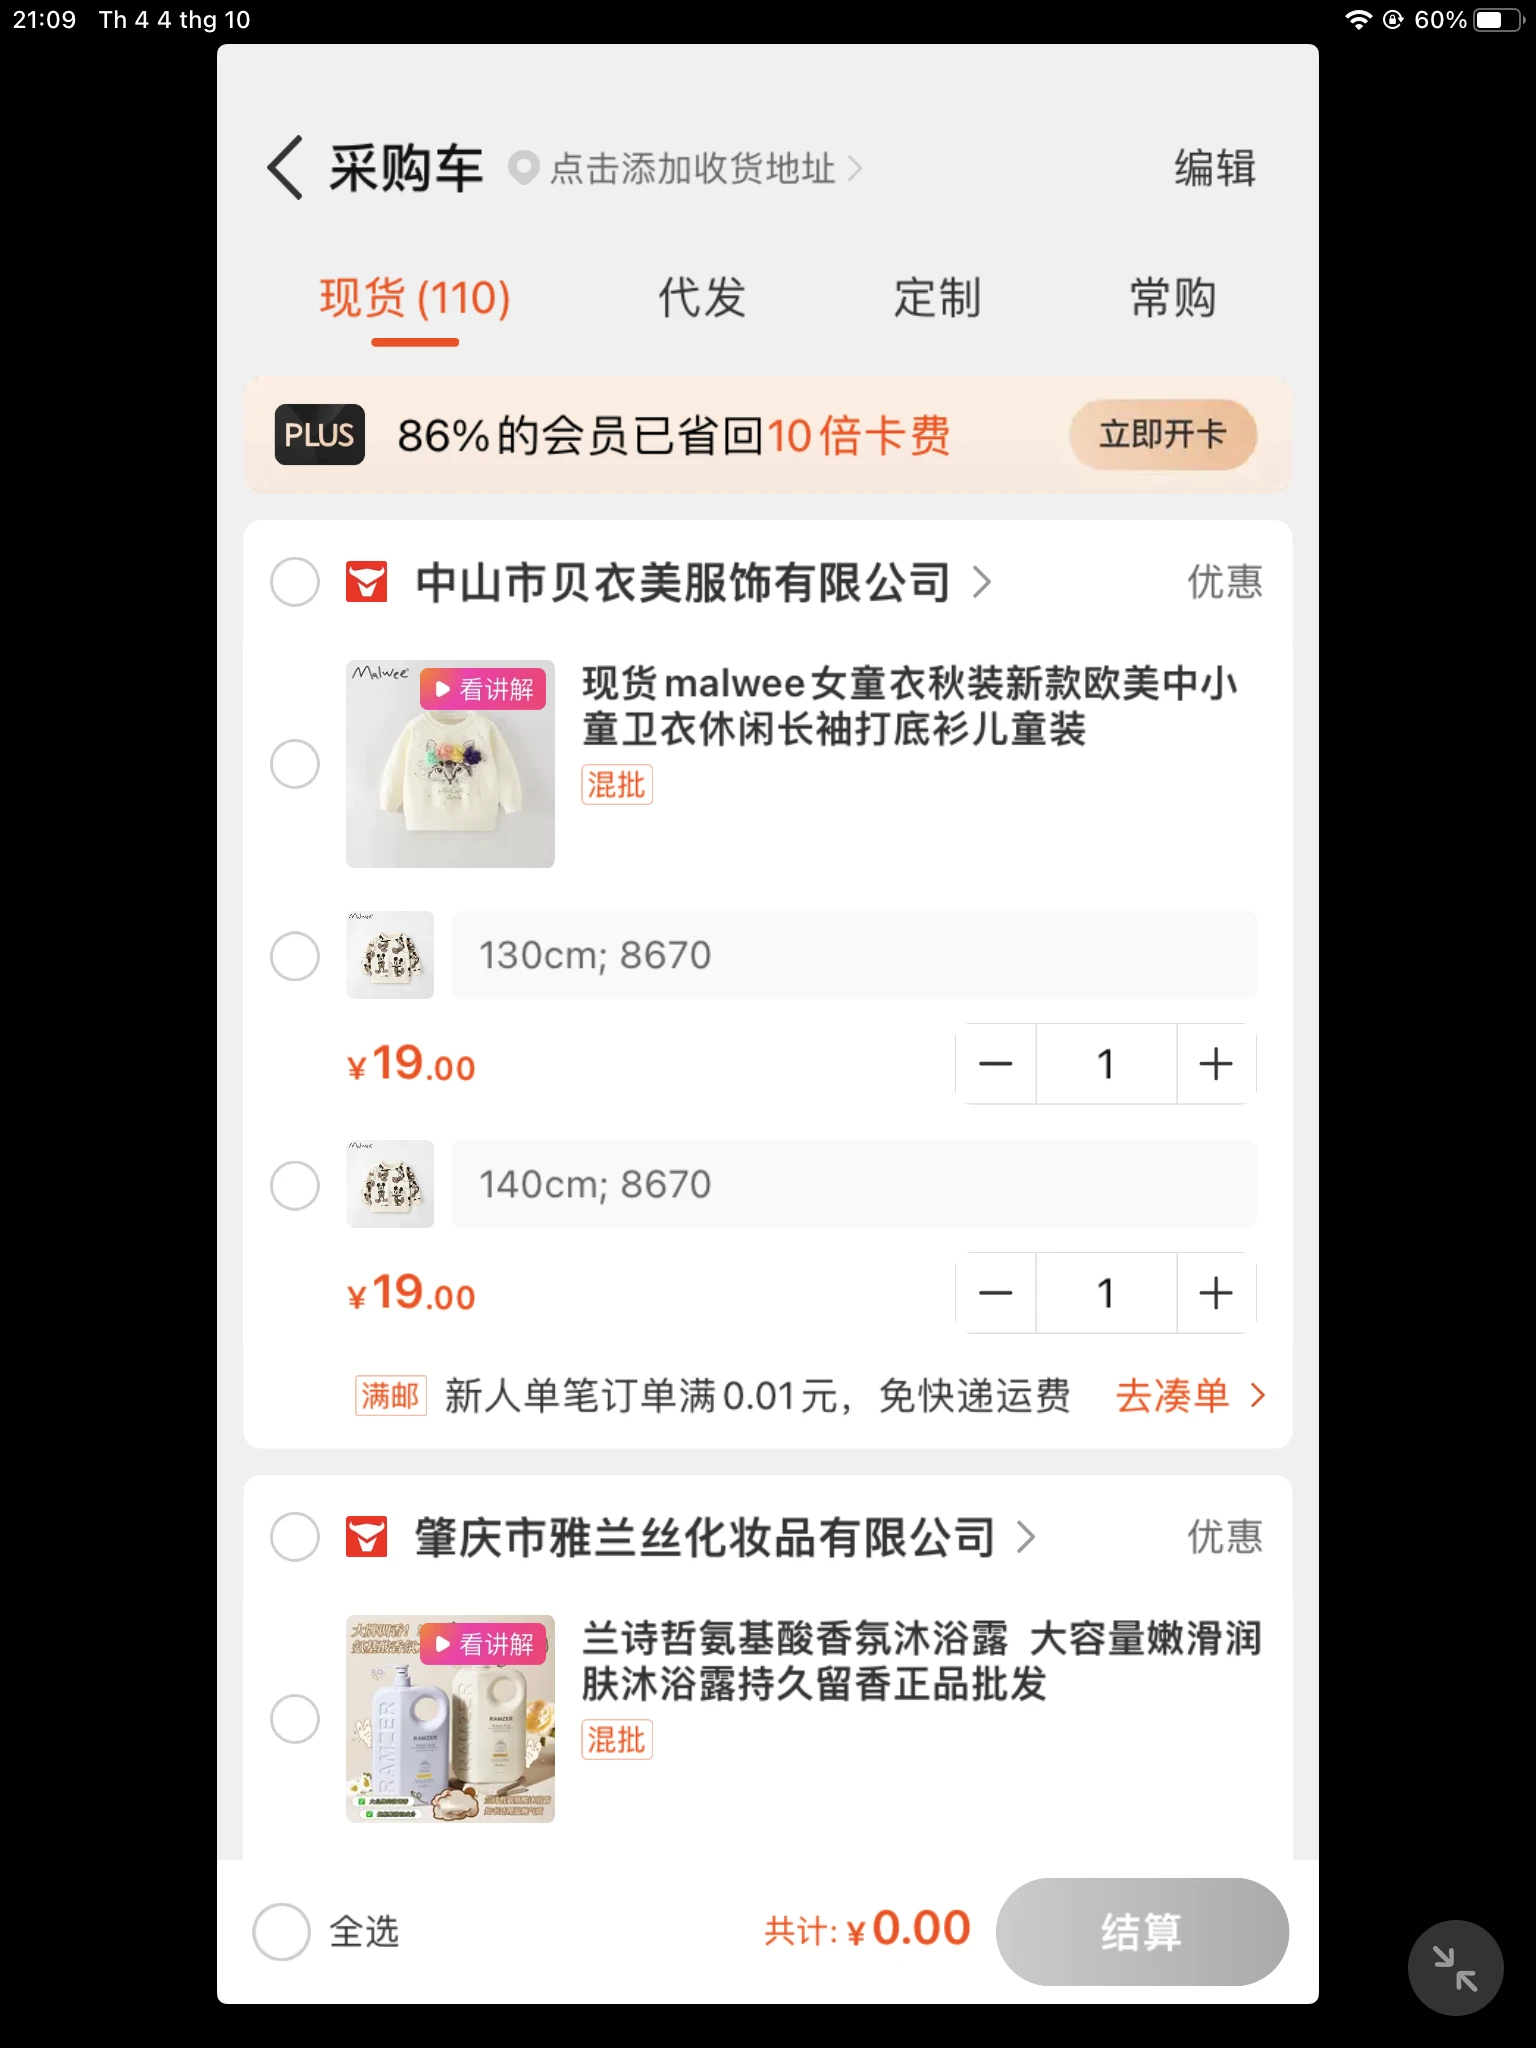 21:09 Th 4 4 thg 10
60%
采购车 点击添加收货地址
编辑
现货 (110)
代发
定制
常购
PLUS 86%的会员已省回10倍卡费 立即开卡
中山市贝衣美服饰有限公司
优惠
Malwee
看讲解
现货malwee女童衣秋装新款欧美中小
童卫衣休闲长袖打底衫儿童装
混批
Malwee
130cm; 8670
¥19.00
1
Malwee
140cm; 8670
¥19.00
1
满邮 新人单笔订单满0.01元，免快递运费 去凑单
肇庆市雅兰丝化妆品有限公司
优惠
看讲解
RAMZER
RAMZER
RAMZER
RAMZER
兰诗哲氨基酸香氛沐浴露 大容量嫩滑润
肤沐浴露持久留香正品批发
混批
全选
共计: ¥0.00
结算